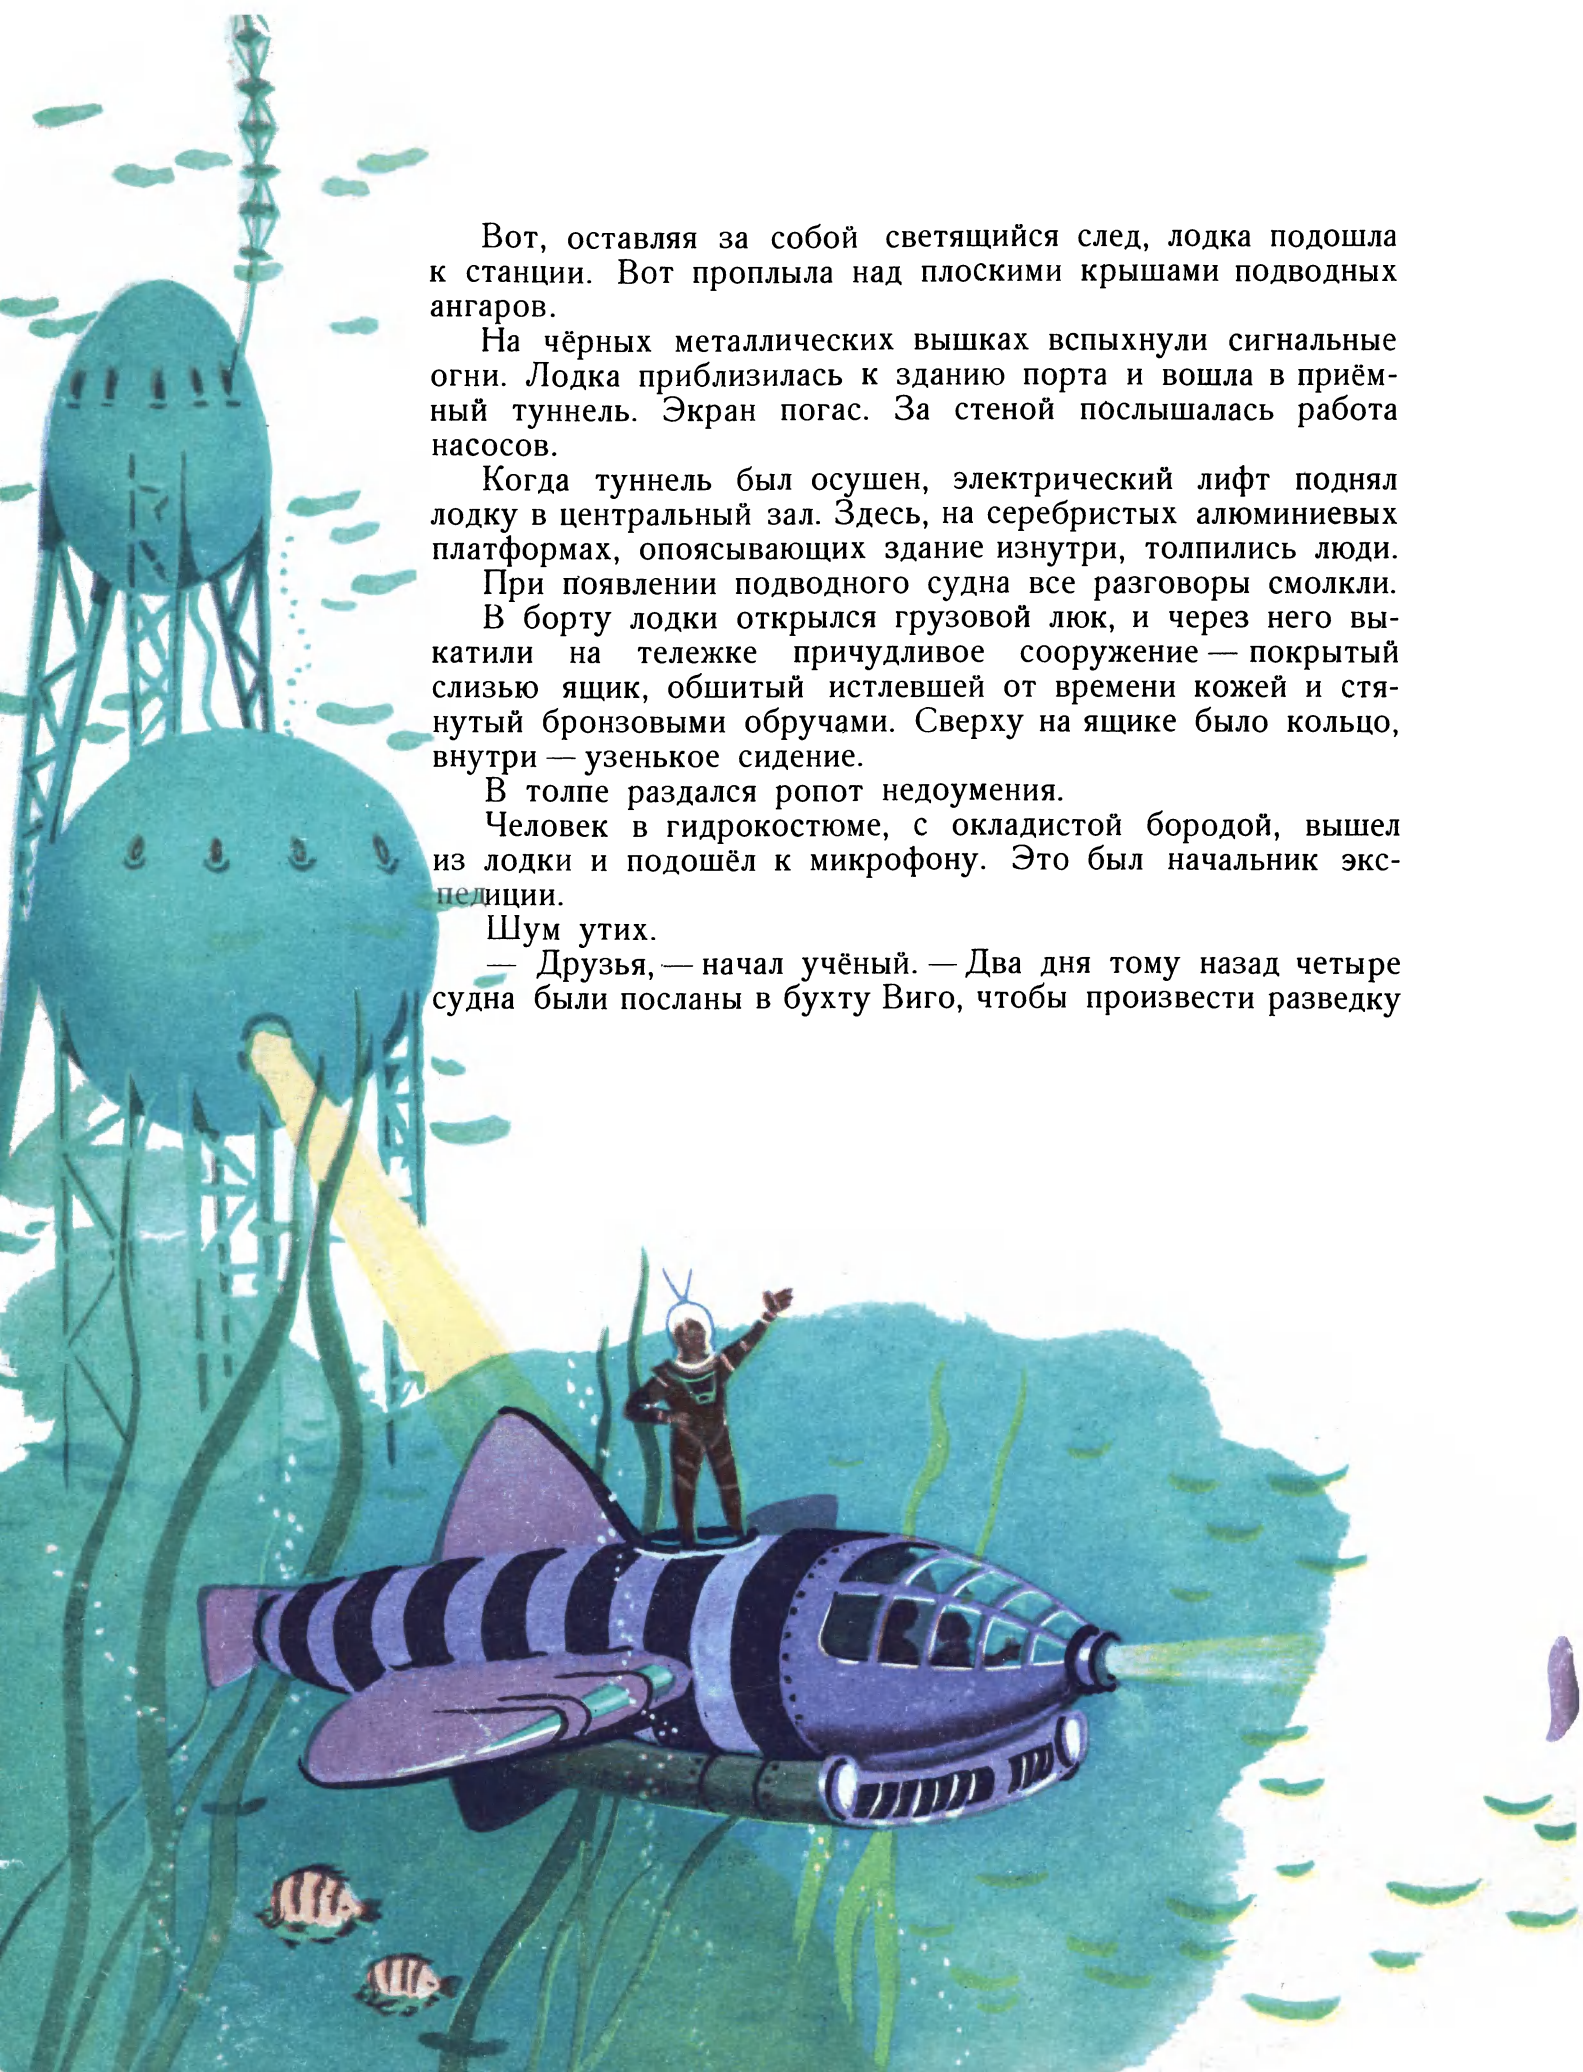 Вот, оставляя за собой светящийся след, лодка подошла
к станции. Вот проплыла над плоскими крышами подводных
ангаров.
На чёрных металлических вышках вспыхнули сигнальные
огни. Лодка приблизилась к зданию порта и вошла в приём-
ный туннель. Экран погас. За стеной послышалась работа
насосов.
Когда туннель был осушен, электрический лифт поднял
лодку в центральный зал. Здесь, на серебристых алюминиевых
платформах, опоясывающих здание изнутри, толпились люди.
При появлении подводного судна все разговоры смолкли.
В борту лодки открылся грузовой люк, и через него вы-
катили на тележке причудливое сооружение — покрытый
слизью ящик, обшитый истлевшей от времени кожей и стя-
нутый бронзовыми обручами. Сверху на ящике было кольцо,
внутри — узенькое сидение.
В толпе раздался ропот недоумения.
Человек в гидрокостюме, с окладистой бородой, вышел
из лодки и подошёл к микрофону. Это был начальник экс-
педиции.
Шум утих.
— Друзья, — начал учёный. — Два дня тому назад четыре
судна были посланы в бухту Виго, чтобы произвести разведку